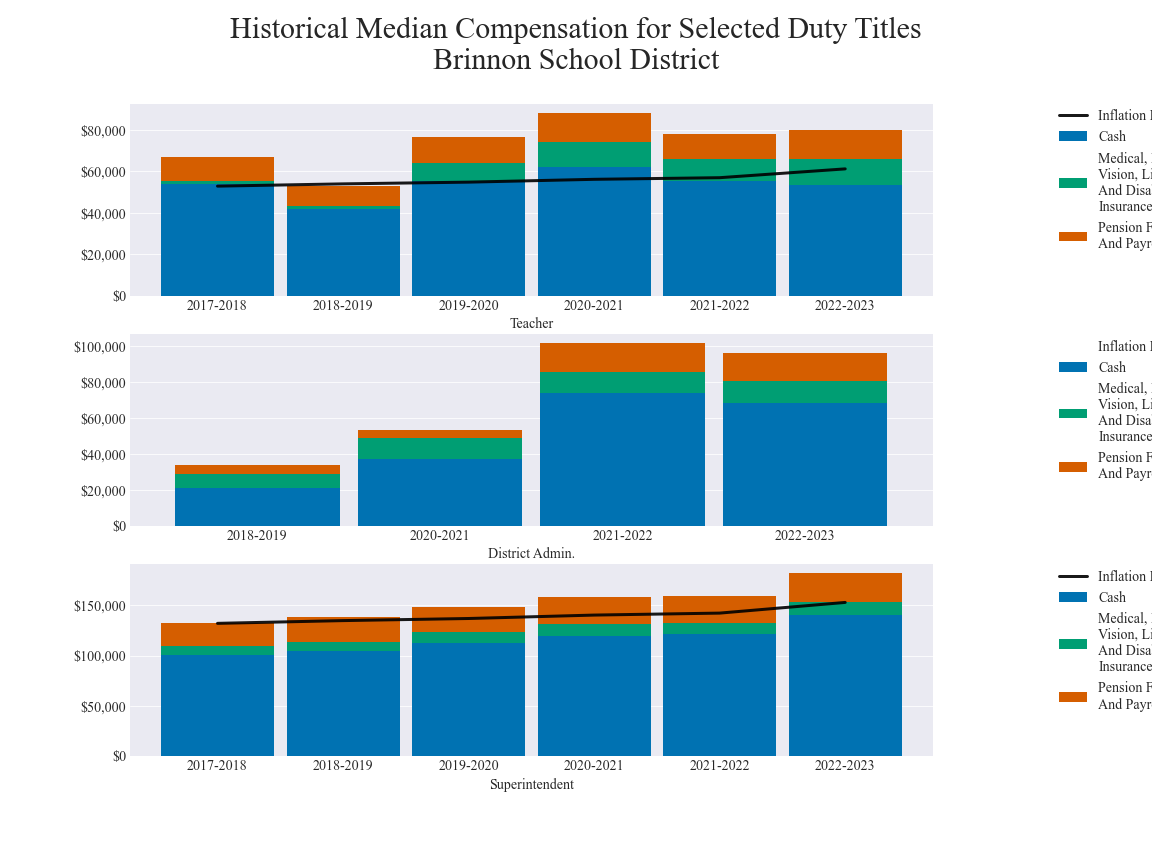 Historical Median Compensation for Selected Duty Titles
Brinnon School District
$80,000
$60,000
$40,000
$20,000
$0
2017-2018 2018-2019 2019-2020 2020-2021 2021-2022 2022-2023
Teacher
Inflation
Cash
Medical,
Vision,
And
Insurance
Pension
And
$100,000
$80,000
$60,000
$40,000
$20,000
$0
2018-2019 2020-2021 2021-2022 2022-2023
District Admin.
Inflation
Cash
Medical,
Vision,
And
Insurance
Pension
And
$150,000
$100,000
$50,000
$0
2017-2018 2018-2019 2019-2020 2020-2021 2021-2022 2022-2023
Superintendent
Inflation
Cash
Medical,
Vision,
And
Insurance
Pension
And